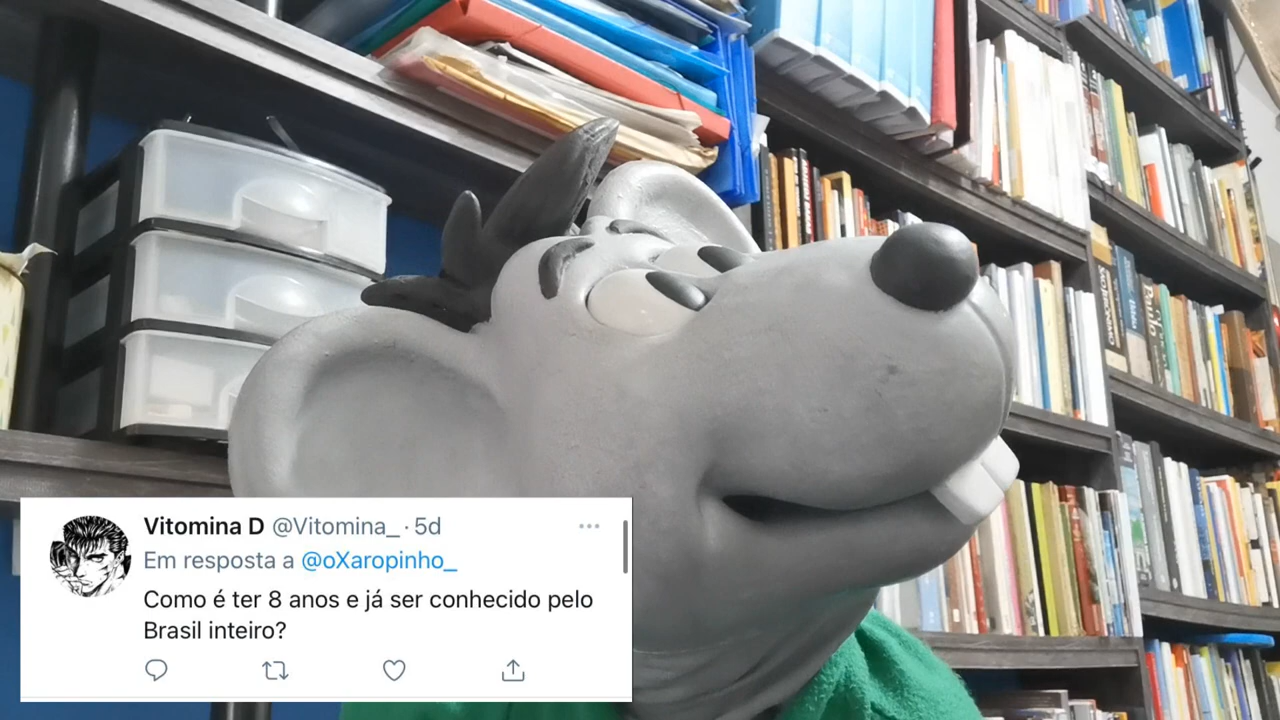 Vitomina D @Vitomina_ · 5d
Em resposta a @oXaropinho_
Como é ter 8 anos e já ser conhecido pelo
Brasil inteiro?